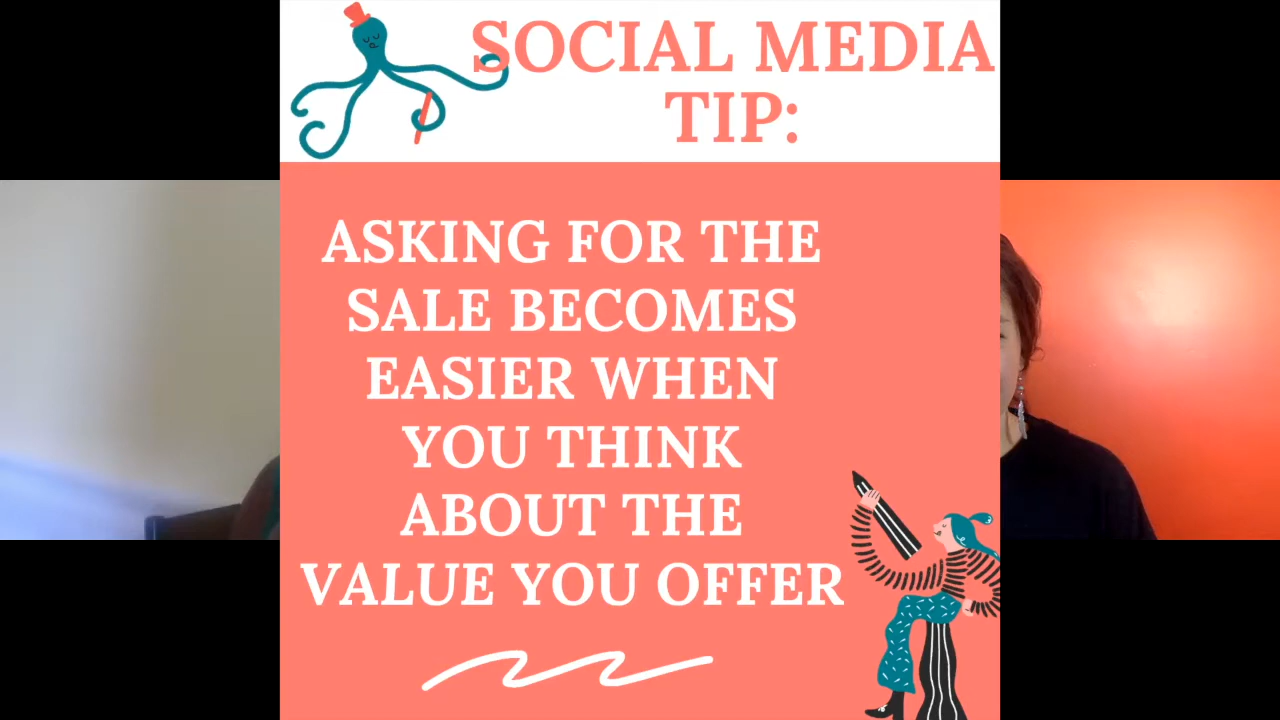 SOCIAL MEDIA
TIP:
ASKING FOR THE
SALE BECOMES
EASIER WHEN
YOU THINK
ABOUT THE
VALUE YOU OFFER